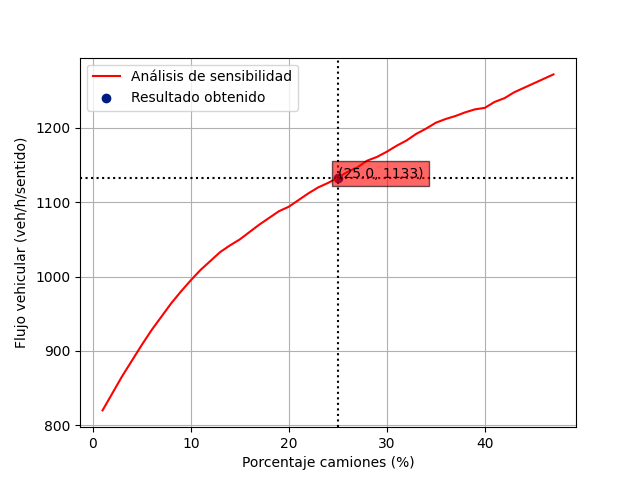 Análisis de sensibilidad
Resultado obtenido
(25.0, 1133)
1200
1100
1000
900
800
0 10 20 30 40
Porcentaje camiones (%)
Flujo vehicular (veh/h/sentido)